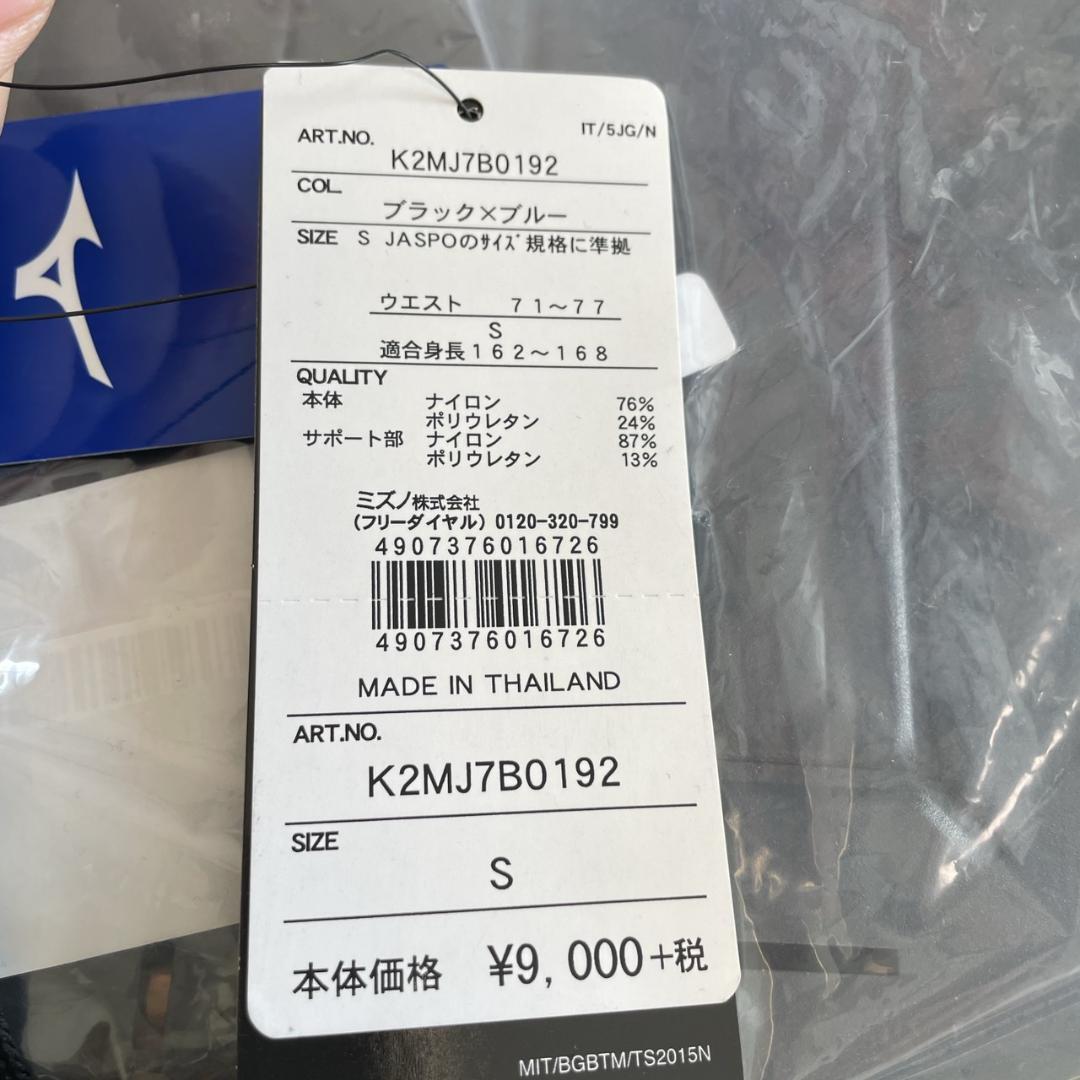 IT/5JG/N
ART.NO.
K2MJ7B0192
COL.
ブラック×ブルー
SIZE S JASPOのｻｲｽﾞ規格に準拠
ウエスト 71～77
S
適合身長162～168
QUALITY
本体 ナイロン 76%
ポリウレタン 24%
サポート部 ナイロン 87%
ポリウレタン 13%
ミズノ株式会社
(フリーダイヤル) 0120-320-799
4907376016726
4907376016726
MADE IN THAILAND
ART.NO.
K2MJ7B0192
SIZE
S
本体価格 ¥9,000+税
MIT/BGBTM/TS2015N